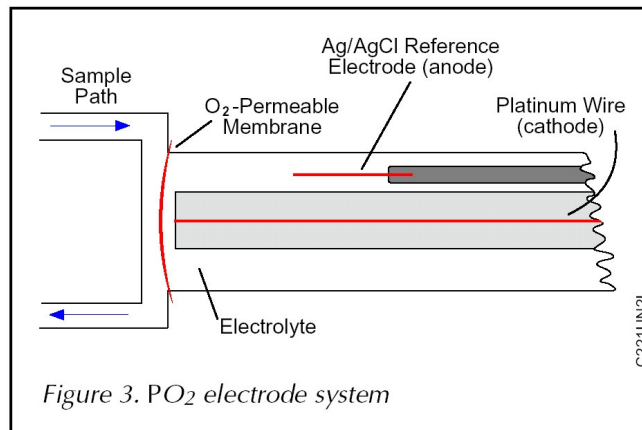 Sample
Path
O₂-Permeable
Membrane
Ag/AgCl Reference
Electrode (anode)
Platinum Wire
(cathode)
Electrolyte
Figure 3. PO₂ electrode system